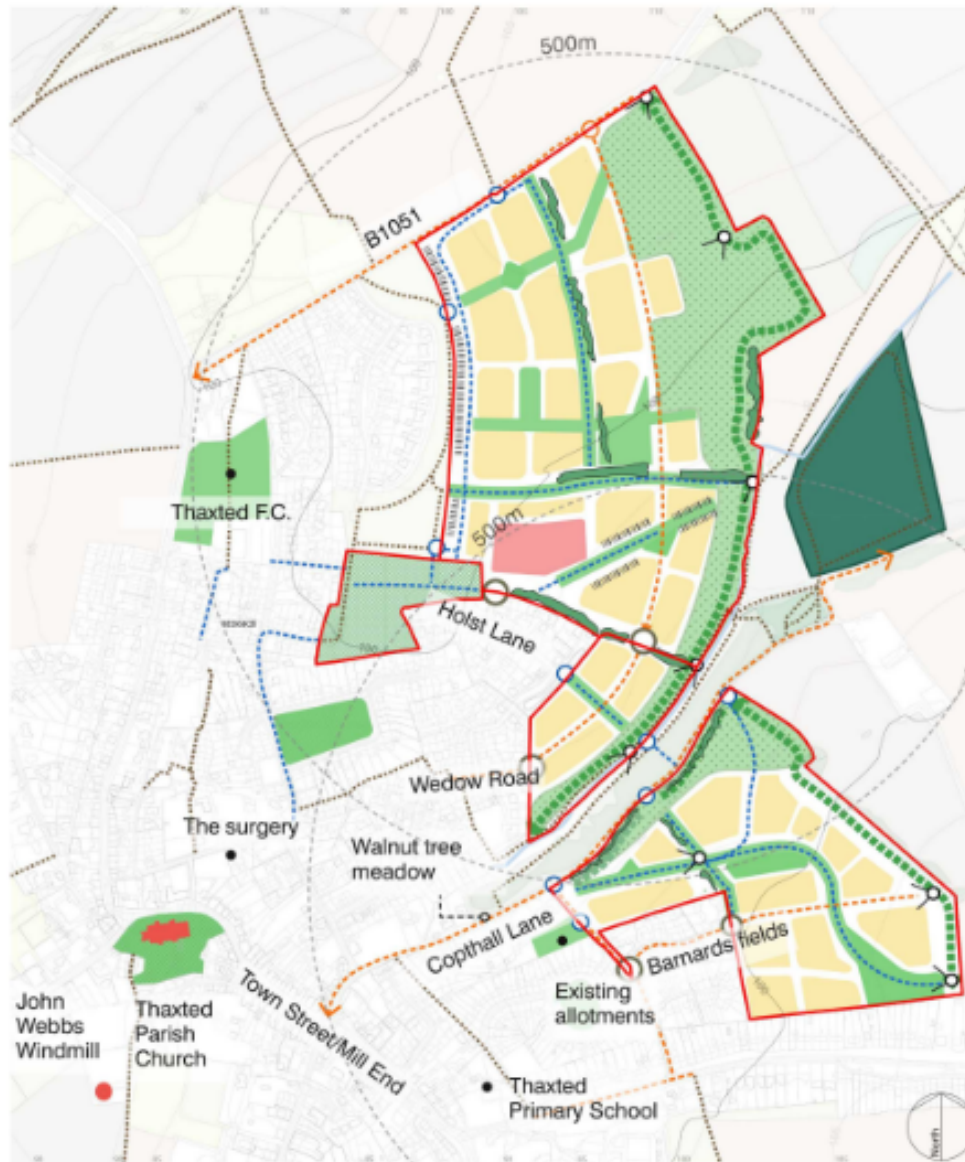 500m
B1051
Thaxted F.C.
500m
Holst Lane
Wedow Road
The surgery
Walnut tree
meadow
Copthall Lane
Barnards fields
Existing
allotments
Town Street/Mill End
John
Webbs
Windmill
Thaxted
Parish
Church
Thaxted
Primary School
North